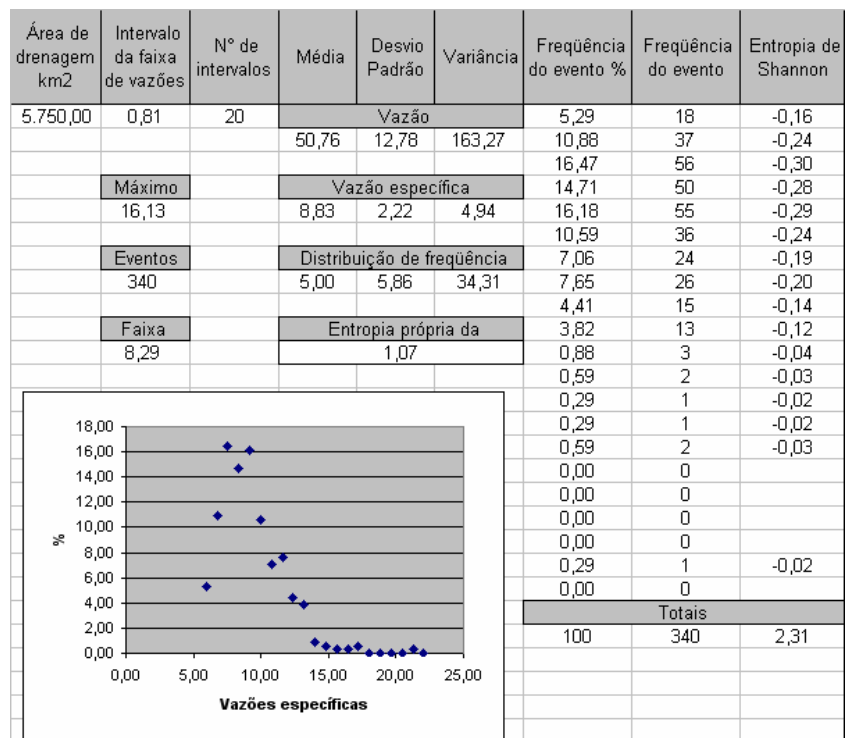 Área de drenagem km2 Intervalo da faixa de vazões N° de intervalos Média Desvio Padrão Variância Freqüência do evento % Freqüência do evento Entropia de Shannon
5.750,00 0,81 20 Vazão 5,29 18 -0,16
50,76 12,78 163,27 10,88 37 -0,24
16,47 56 -0,30
Máximo Vazão específica 14,71 50 -0,28
16,13 8,83 2,22 4,94 16,18 55 -0,29
10,59 36 -0,24
Eventos Distribuição de freqüência 7,06 24 -0,19
340 5,00 5,86 34,31 7,65 26 -0,20
4,41 15 -0,14
Faixa Entropia própria da 3,82 13 -0,12
8,29 1,07 0,88 3 -0,04
0,59 2 -0,03
0,29 1 -0,02
0,29 1 -0,02
0,59 2 -0,03
0,00 0
0,00 0
0,00 0
0,00 0
0,29 1 -0,02
0,00 0
Totais
100 340 2,31
18,00
16,00
14,00
12,00
10,00
8,00
6,00
4,00
2,00
0,00
%
0,00 5,00 10,00 15,00 20,00 25,00
Vazões específicas